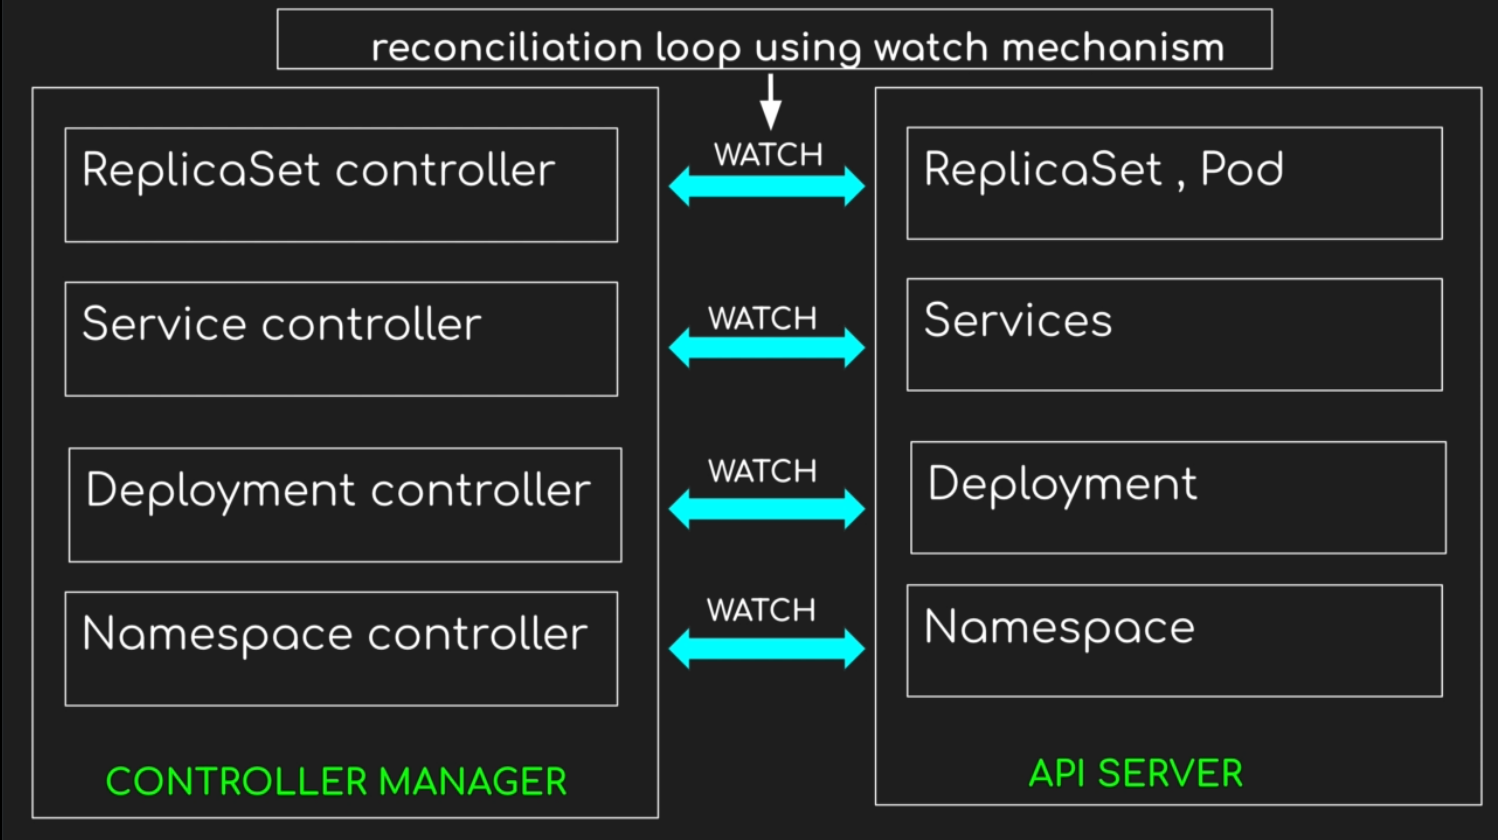 reconciliation loop using watch mechanism
ReplicaSet controller
WATCH
ReplicaSet , Pod
Service controller
WATCH
Services
Deployment controller
WATCH
Deployment
Namespace controller
WATCH
Namespace
CONTROLLER MANAGER
API SERVER